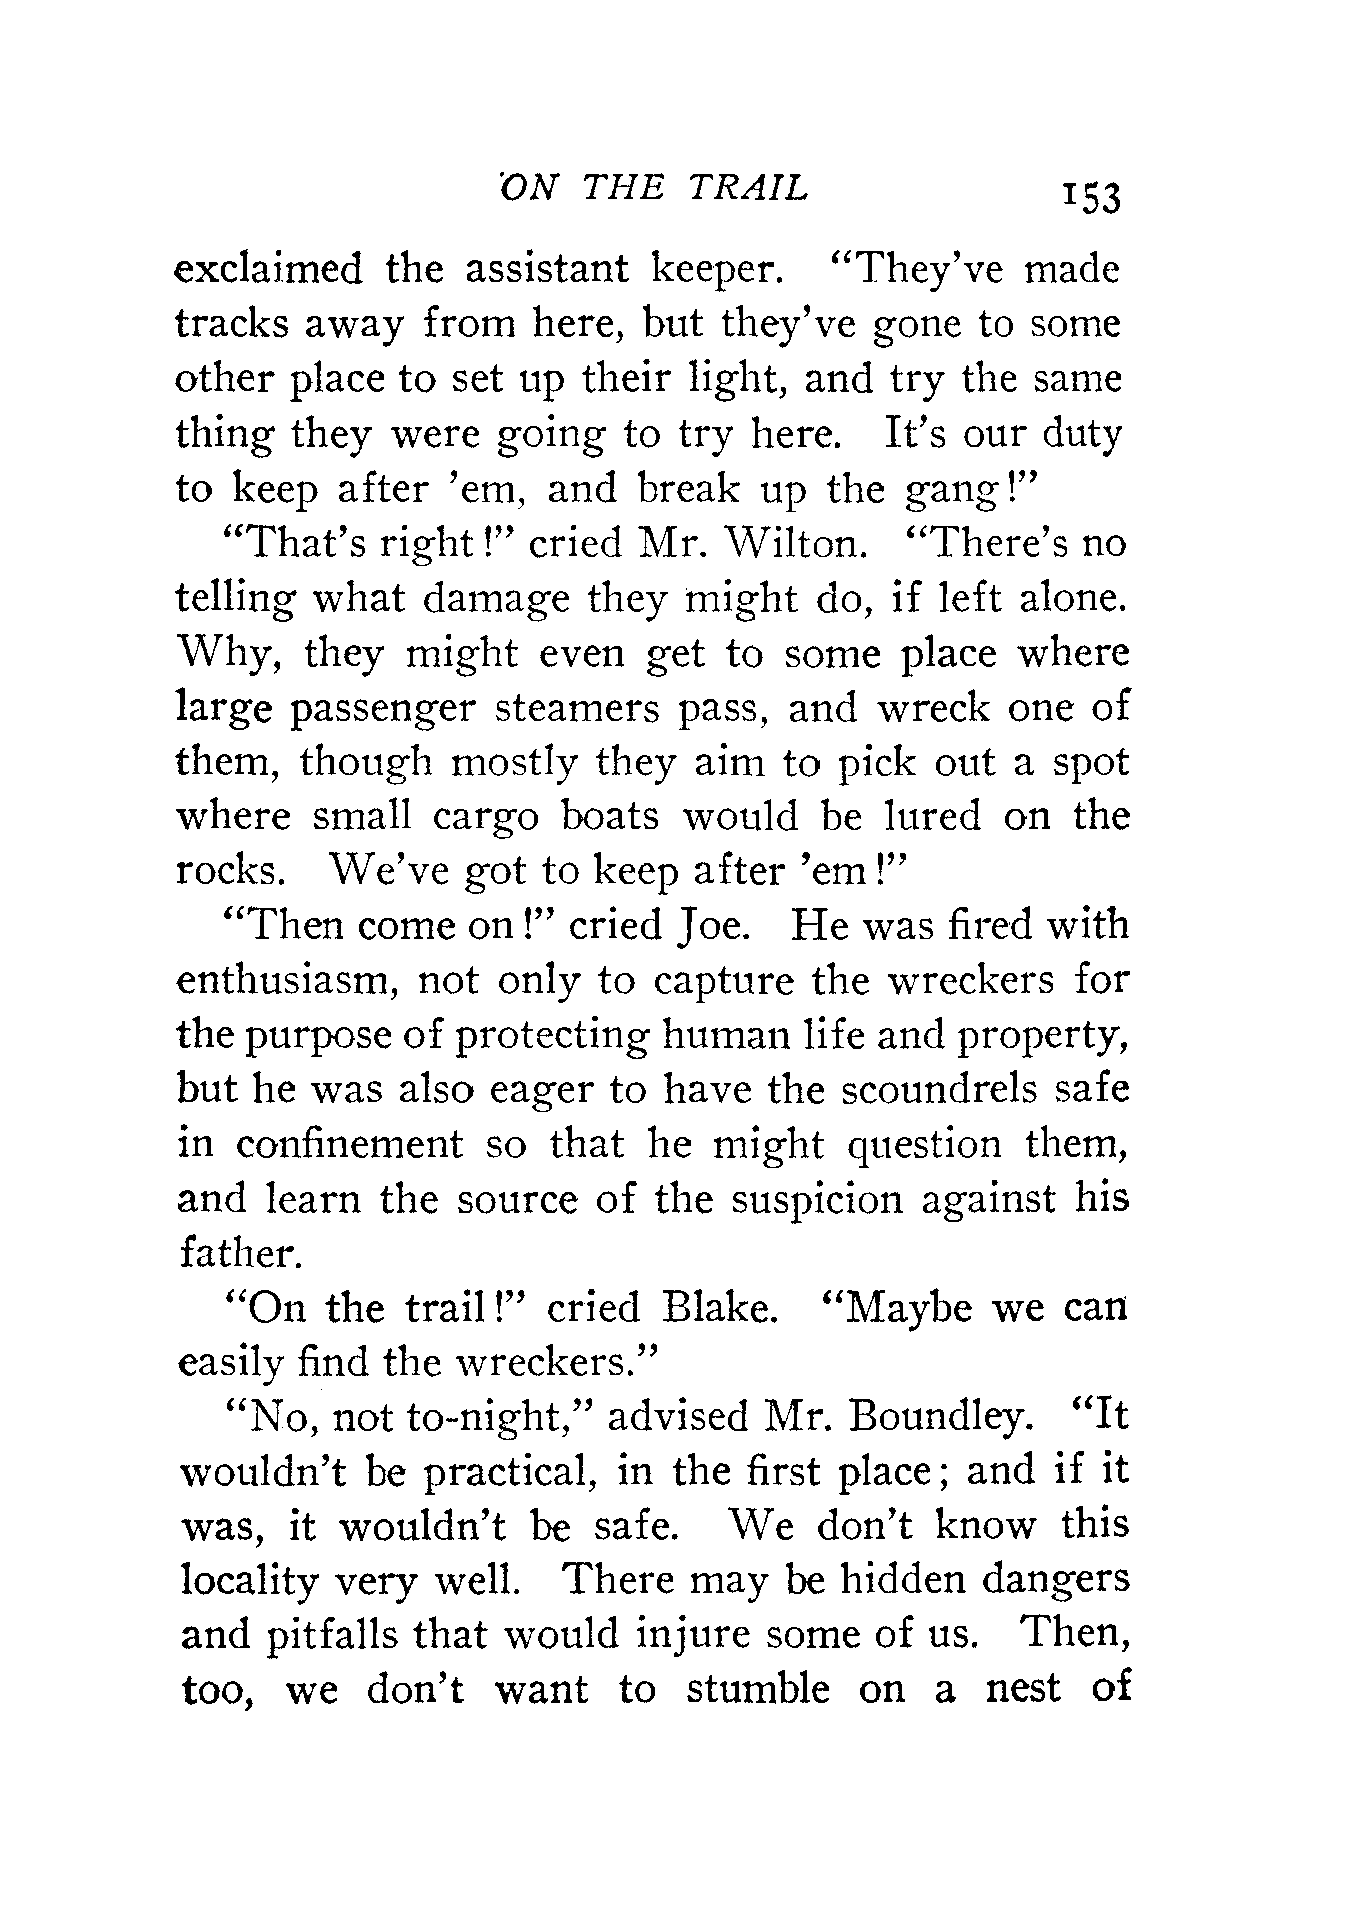 ON THE TRAIL 153
exclaimed the assistant keeper. “They’ve made
tracks away from here, but they’ve gone to some
other place to set up their light, and try the same
thing they were going to try here. It’s our duty
to keep after ’em, and break up the gang!”
“That’s right!” cried Mr. Wilton. “There’s no
telling what damage they might do, if left alone.
Why, they might even get to some place where
large passenger steamers pass, and wreck one of
them, though mostly they aim to pick out a spot
where small cargo boats would be lured on the
rocks. We’ve got to keep after ’em!”
“Then come on!” cried Joe. He was fired with
enthusiasm, not only to capture the wreckers for
the purpose of protecting human life and property,
but he was also eager to have the scoundrels safe
in confinement so that he might question them,
and learn the source of the suspicion against his
father.
“On the trail!” cried Blake. “Maybe we can
easily find the wreckers.”
“No, not to-night,” advised Mr. Boundley. “It
wouldn’t be practical, in the first place; and if it
was, it wouldn’t be safe. We don’t know this
locality very well. There may be hidden dangers
and pitfalls that would injure some of us. Then,
too, we don’t want to stumble on a nest of